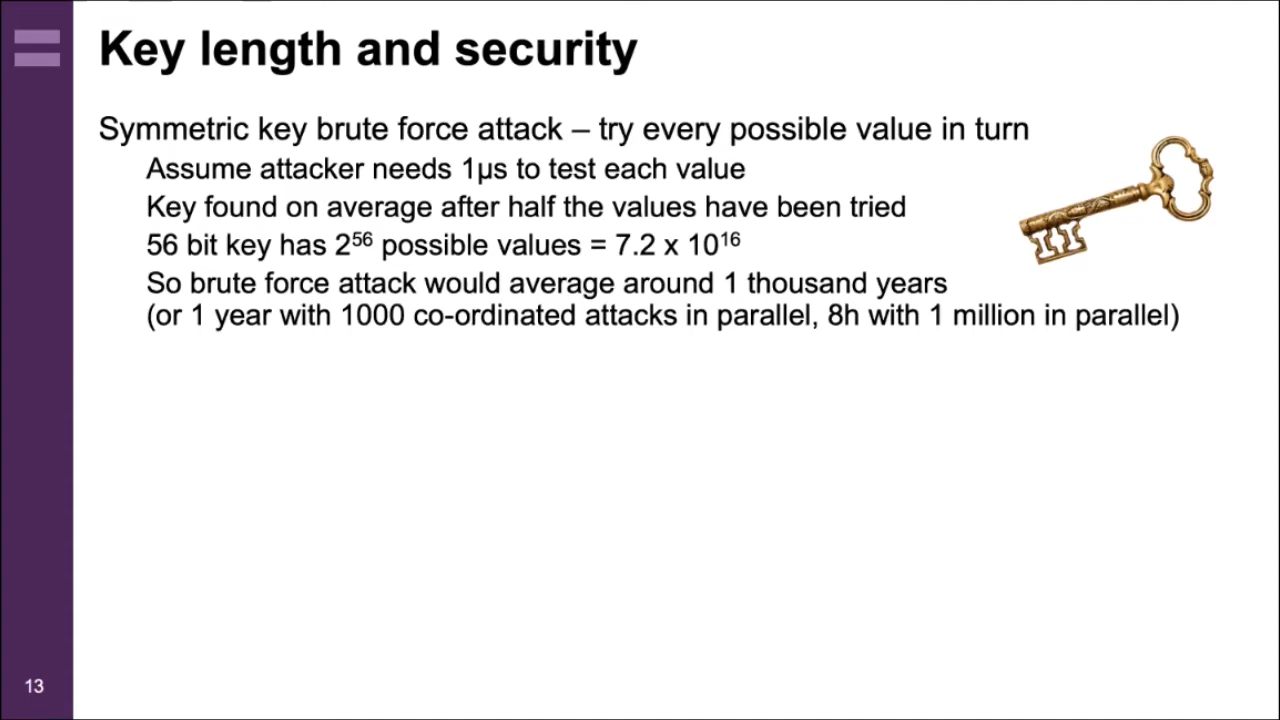 Key length and security
Symmetric key brute force attack – try every possible value in turn
Assume attacker needs 1µs to test each value
Key found on average after half the values have been tried
56 bit key has 2⁵⁶ possible values = 7.2 x 10¹⁶
So brute force attack would average around 1 thousand years
(or 1 year with 1000 co-ordinated attacks in parallel, 8h with 1 million in parallel)
13